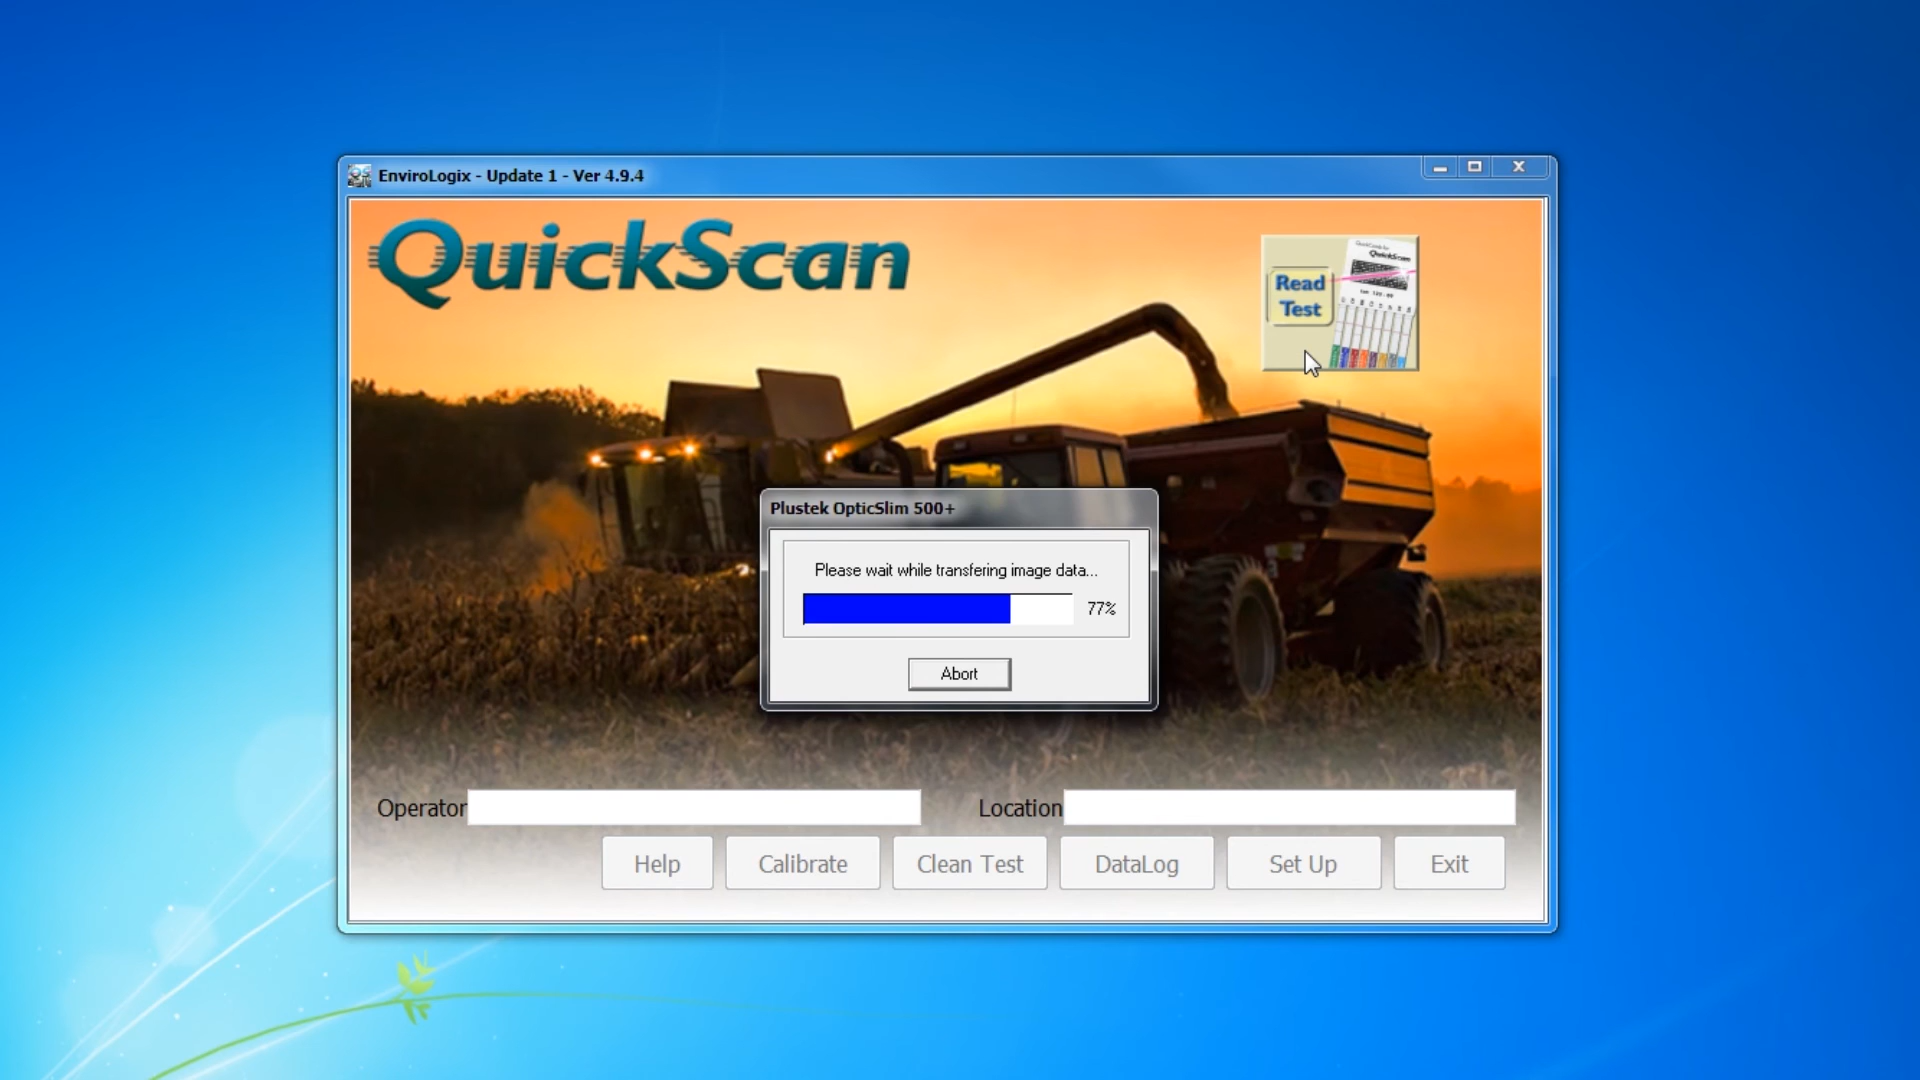 EnviroLogix - Update 1 - Ver 4.9.4
QuickScan
QuickScan
Read
Test
Plustek OpticSlim 500+
Please wait while transfering image data...
77%
Abort
Operator
Location
Help
Calibrate
Clean Test
DataLog
Set Up
Exit